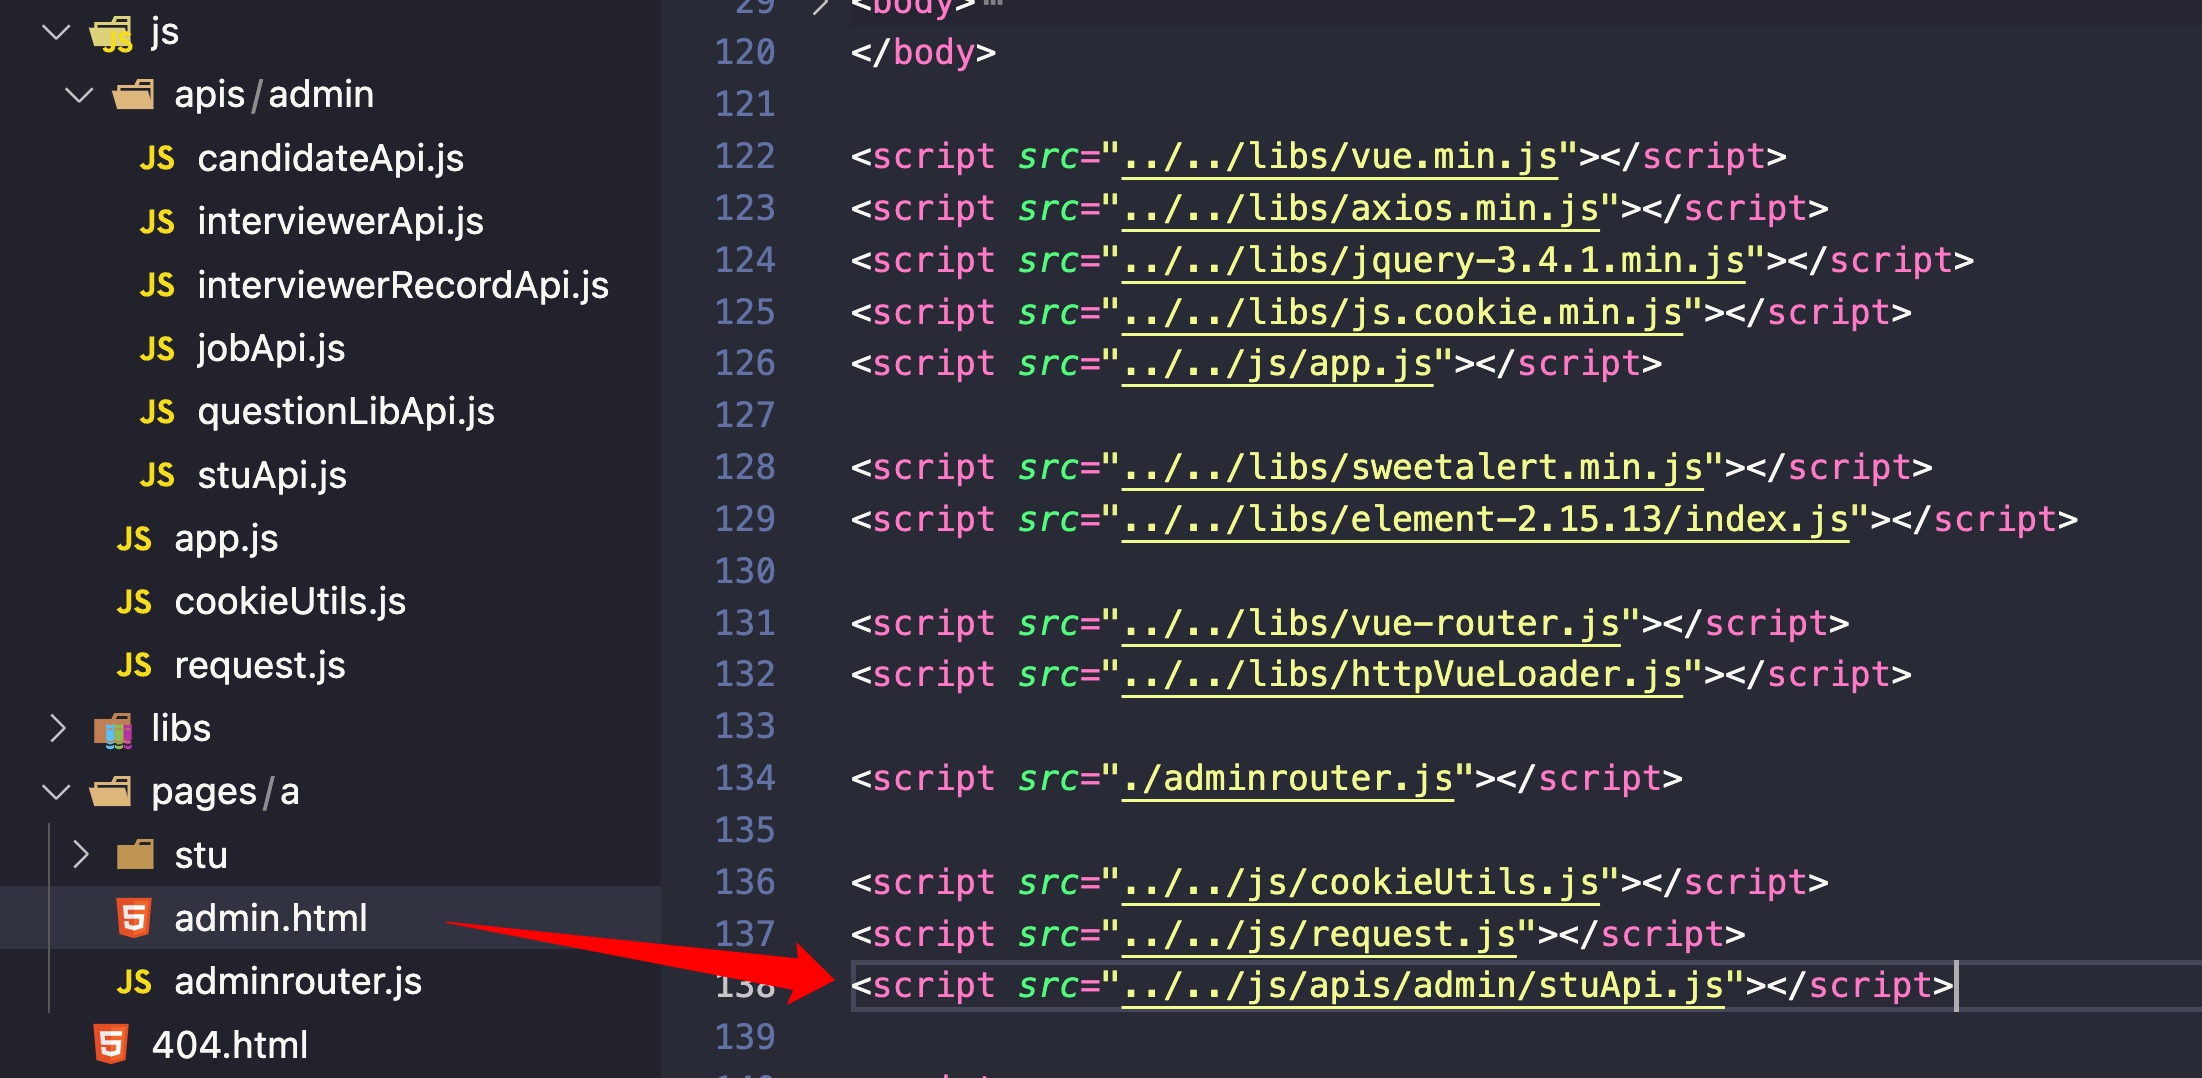 js
apis/admin
JS candidateApi.js
JS interviewerApi.js
JS interviewerRecordApi.js
JS jobApi.js
JS questionLibApi.js
JS stuApi.js
JS app.js
JS cookieUtils.js
JS request.js
libs
pages/a
stu
5 admin.html
JS adminrouter.js
5 404.html
29 <body>…
120 </body>
121
122 <script src="../../libs/vue.min.js"></script>
123 <script src="../../libs/axios.min.js"></script>
124 <script src="../../libs/jquery-3.4.1.min.js"></script>
125 <script src="../../libs/js.cookie.min.js"></script>
126 <script src="../../js/app.js"></script>
127
128 <script src="../../libs/sweetalert.min.js"></script>
129 <script src="../../libs/element-2.15.13/index.js"></script>
130
131 <script src="../../libs/vue-router.js"></script>
132 <script src="../../libs/httpVueLoader.js"></script>
133
134 <script src="./adminrouter.js"></script>
135
136 <script src="../../js/cookieUtils.js"></script>
137 <script src="../../js/request.js"></script>
138 <script src="../../js/apis/admin/stuApi.js"></script>
139